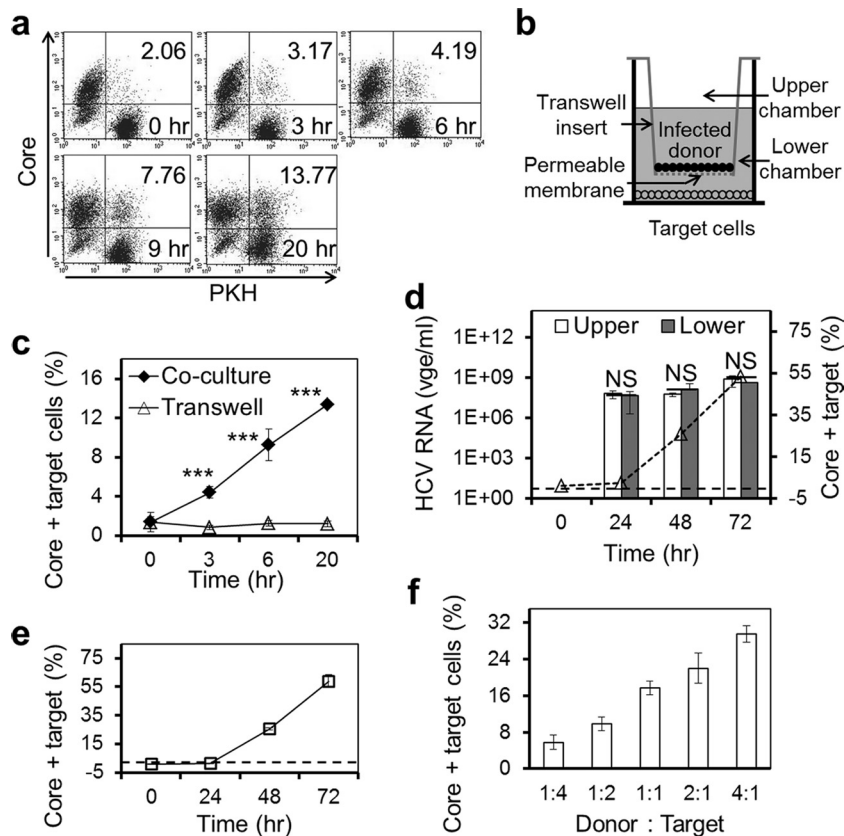 a
2.06
3.17
4.19
0 hr
3 hr
6 hr
7.76
13.77
9 hr
20 hr
Core
PKH
10⁰ 10¹ 10² 10³ 10⁴
b
Transwell insert
Upper chamber
Infected donor
Lower chamber
Permeable membrane
Target cells
c
Core + target cells (%)
16
12
8
4
0
Co-culture
Transwell
***
***
***
0 3 6 20
Time (hr)
d
HCV RNA (vge/ml)
1E+12
1E+09
1E+06
1E+03
1E+00
Upper Lower
NS NS NS
75
55
35
15
-5
Core + target (%)
0 24 48 72
Time (hr)
e
Core + target (%)
75
55
35
15
-5
0 24 48 72
Time (hr)
f
Core + target cells (%)
32
24
16
8
0
1:4 1:2 1:1 2:1 4:1
Donor : Target